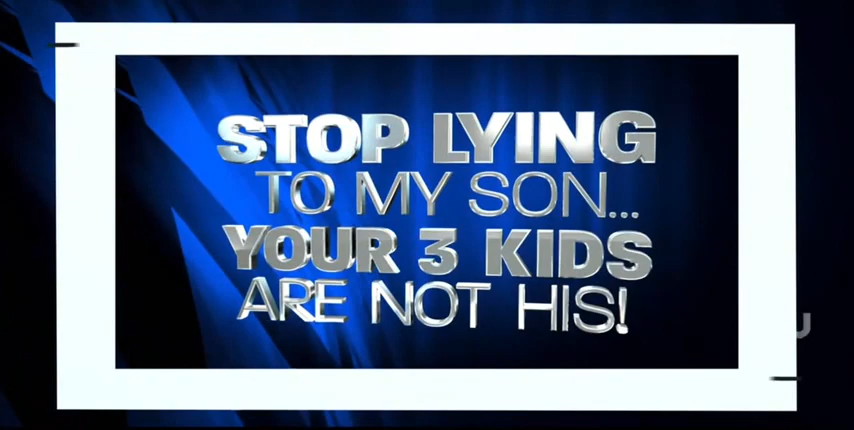 STOP LYING
TO MY SON...
YOUR 3 KIDS
ARE NOT HIS!